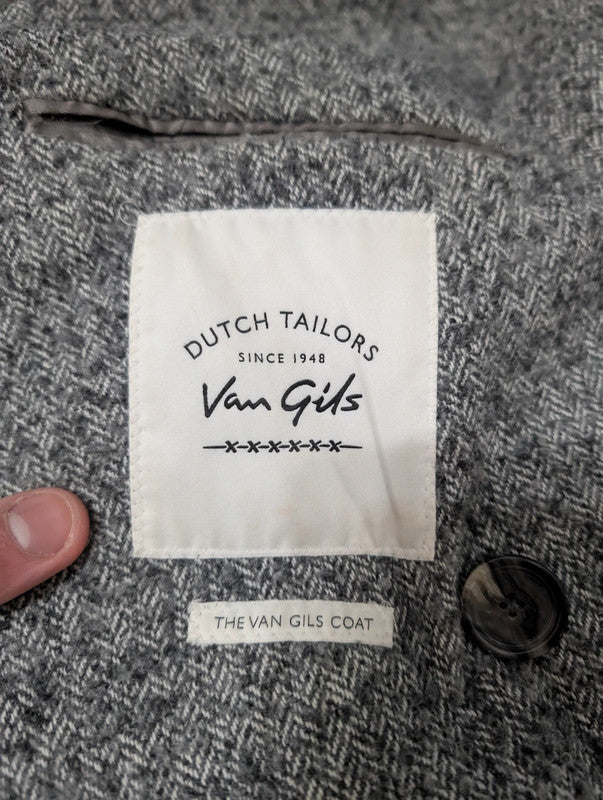 DUTCH TAILORS
SINCE 1948
Van Gils
THE VAN GILS COAT